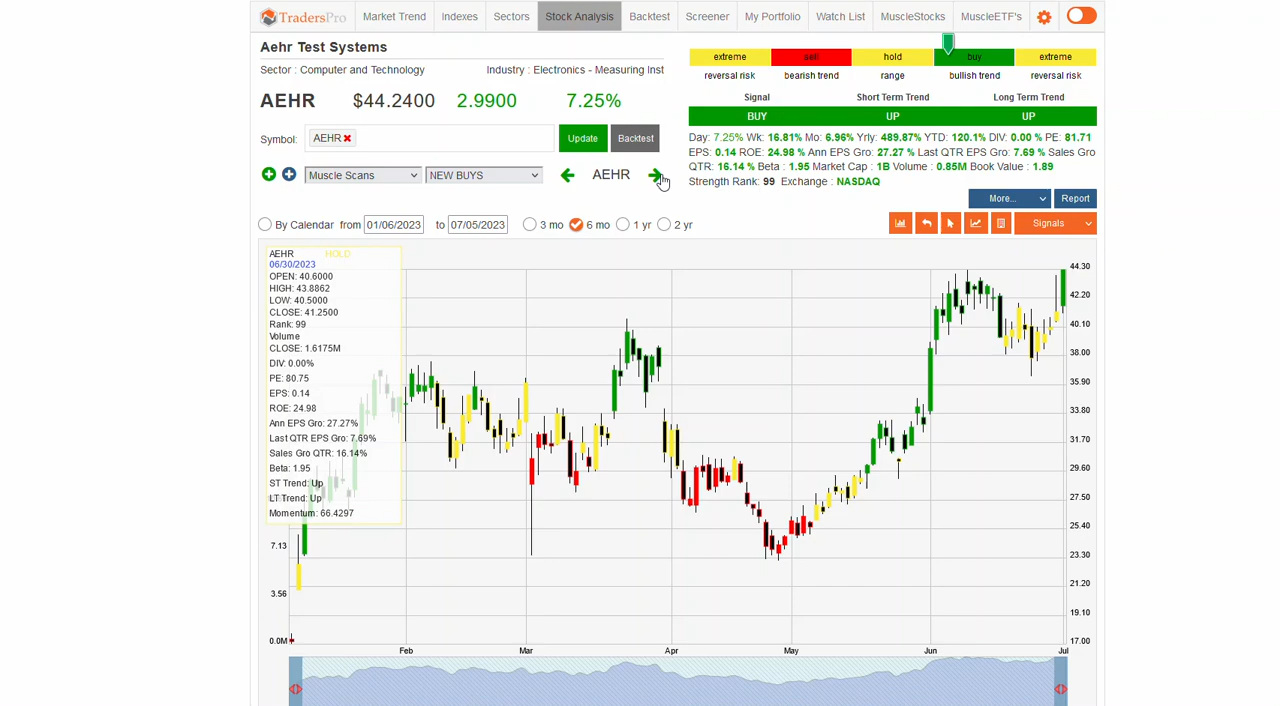 TradersPro Market Trend Indexes Sectors Stock Analysis Backtest Screener My Portfolio Watch List MuscleStocks MuscleETF's
Aehr Test Systems
Sector : Computer and Technology Industry : Electronics - Measuring Inst
AEHR $44.2400 2.9900 7.25%
Symbol: AEHR Update Backtest
Muscle Scans NEW BUYS AEHR
extreme sell hold buy extreme
reversal risk bearish trend range bullish trend reversal risk
Signal Short Term Trend Long Term Trend
BUY UP UP
Day: 7.25% Wk: 16.81% Mo: 6.96% Yrly: 489.87% YTD: 120.1% DIV: 0.00 % PE: 81.71
EPS: 0.14 ROE: 24.98 % Ann EPS Gro: 27.27 % Last QTR EPS Gro: 7.69 % Sales Gro
QTR: 16.14 % Beta : 1.95 Market Cap : 1B Volume : 0.85M Book Value : 1.89
Strength Rank: 99 Exchange : NASDAQ
More... Report
By Calendar from 01/06/2023 to 07/05/2023 3 mo 6 mo 1 yr 2 yr Signals
AEHR HOLD
06/30/2023
OPEN: 40.6000
HIGH: 43.8862
LOW: 40.5000
CLOSE: 41.2500
Rank: 99
Volume
CLOSE: 1.6175M
DIV: 0.00%
PE: 80.75
EPS: 0.14
ROE: 24.98
Ann EPS Gro: 27.27%
Last QTR EPS Gro: 7.69%
Sales Gro QTR: 16.14%
Beta: 1.95
ST Trend: Up
LT Trend: Up
Momentum: 66.4297
7.13
3.56
0.0M
44.30
42.20
40.10
38.00
35.90
33.80
31.70
29.60
27.50
25.40
23.30
21.20
19.10
17.00
Feb Mar Apr May Jun Jul